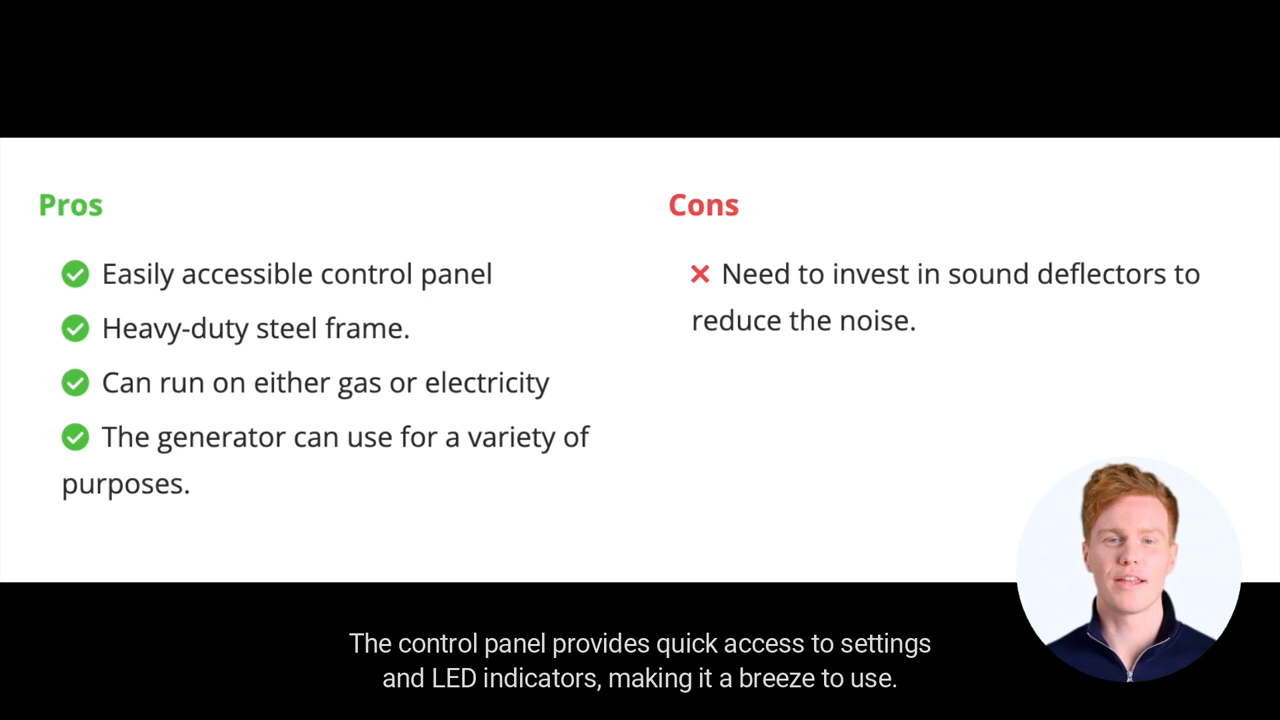 Pros
Easily accessible control panel
Heavy-duty steel frame.
Can run on either gas or electricity
The generator can use for a variety of
purposes.
Cons
Need to invest in sound deflectors to
reduce the noise.
The control panel provides quick access to settings
and LED indicators, making it a breeze to use.